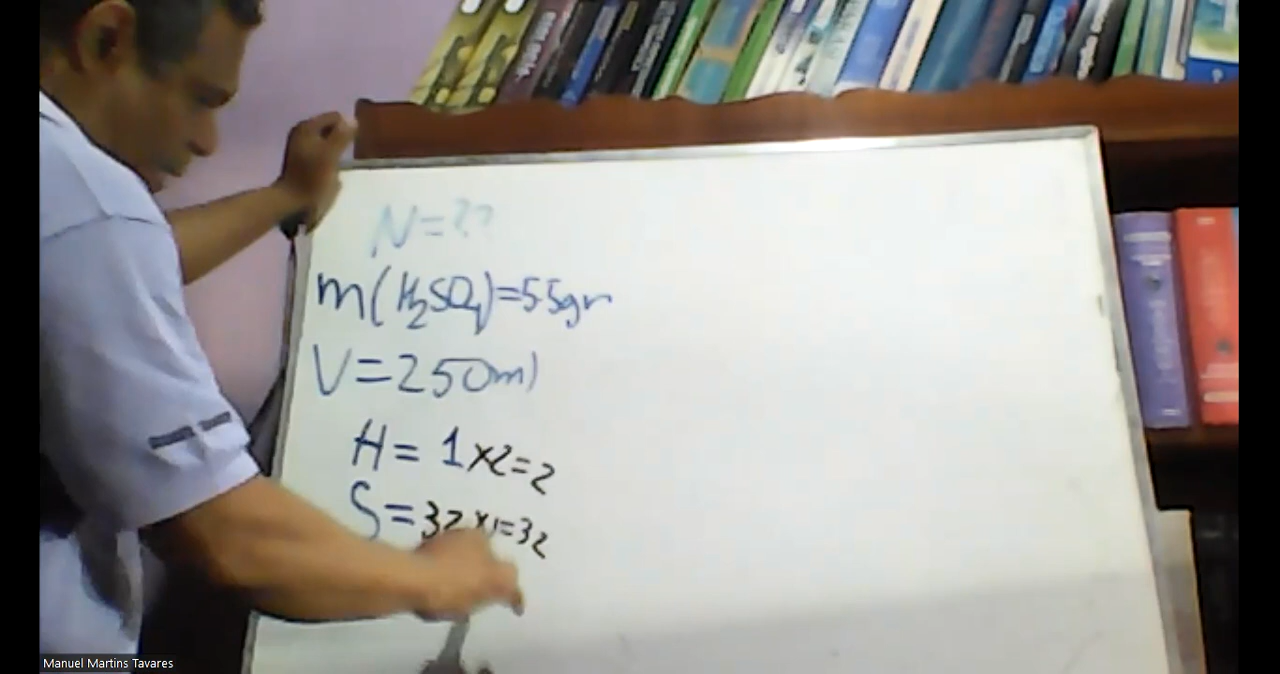 N=??
m(H₂SO₄)=55gr
V=250ml
H= 1x2=2
S=32x1=32
Manuel Martins Tavares